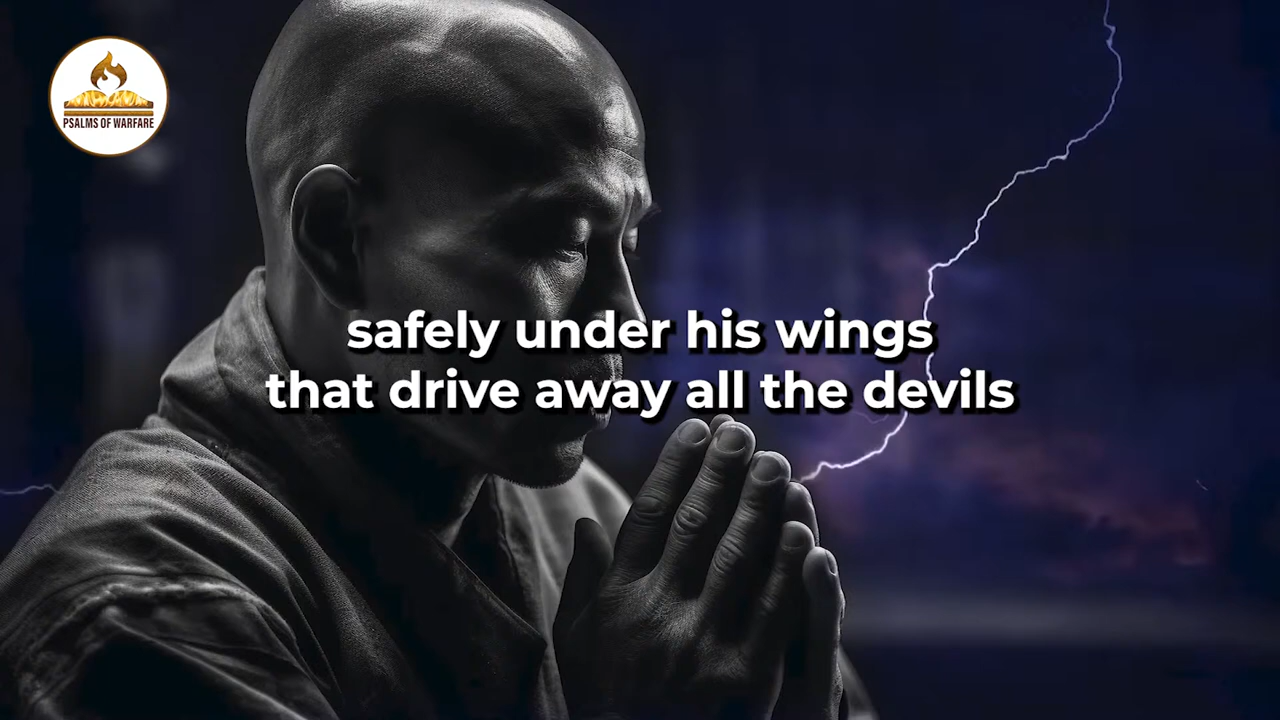 PSALMS OF WARFARE
safely under his wings
that drive away all the devils